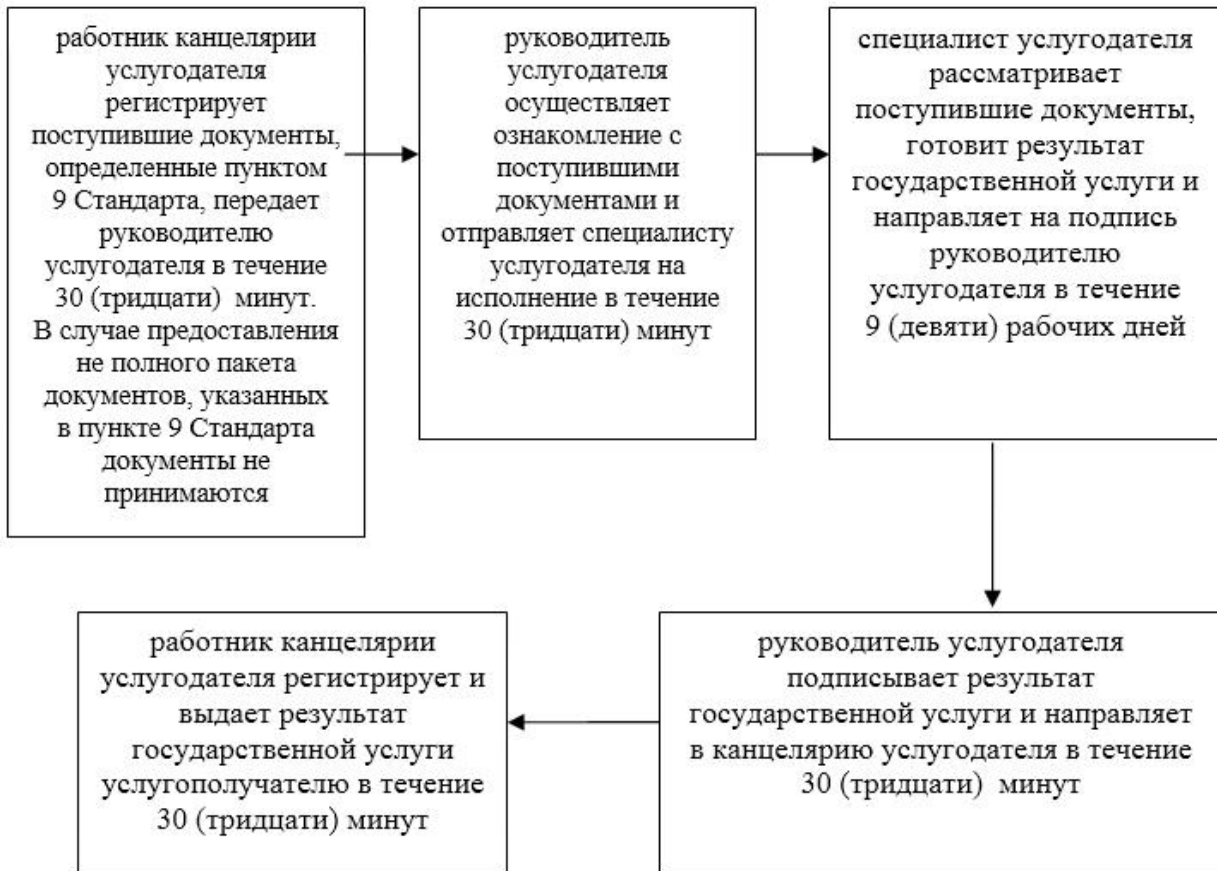 работник канцелярии
услугодателя
регистрирует
поступившие документы,
определенные пунктом
9 Стандарта, передает
руководителю
услугодателя в течение
30 (тридцати) минут.
В случае предоставления
не полного пакета
документов, указанных
в пункте 9 Стандарта
документы не
принимаются
руководитель
услугодателя
осуществляет
ознакомление с
поступившими
документами и
отправляет специалисту
услугодателя на
исполнение в течение
30 (тридцати) минут
специалист услугодателя
рассматривает
поступившие документы,
готовит результат
государственной услуги и
направляет на подпись
руководителю
услугодателя в течение
9 (девяти) рабочих дней
руководитель услугодателя
подписывает результат
государственной услуги и направляет
в канцелярию услугодателя в течение
30 (тридцати) минут
работник канцелярии
услугодателя регистрирует и
выдает результат
государственной услуги
услугополучателю в течение
30 (тридцати) минут